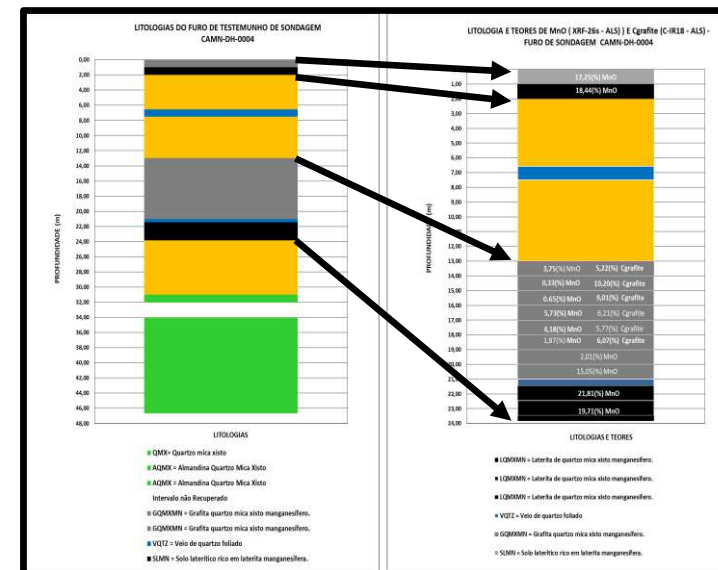 LITOLOGIAS DO FURO DE TESTEMUNHO DE SONDAGEM
CAMN-DH-0004
PROFUNDIDADE (m)
0,00
2,00
4,00
6,00
8,00
10,00
12,00
14,00
16,00
18,00
20,00
22,00
24,00
26,00
28,00
30,00
32,00
34,00
36,00
38,00
40,00
42,00
44,00
46,00
48,00
LITOLOGIAS
QMX= Quartzo mica xisto
AQMX = Almandina Quartzo Mica Xisto
AQMX = Almandina Quartzo Mica Xisto
Intervalo não Recuperado
GQMXMN = Grafita quartzo mica xisto manganesífero.
GQMXMN = Grafita quartzo mica xisto manganesífero.
VQTZ = Veio de quartzo foliado
SLMN = Solo laterítico rico em laterita manganesífera.
LITOLOGIA E TEORES DE MnO ( XRF-26s - ALS) ) E Cgrafite (C-IR18 - ALS) -
FURO DE SONDAGEM CAMN-DH-0004
PROFUNDIDADE (m)
1,00
2,00
3,00
4,00
5,00
6,00
7,00
8,00
9,00
10,00
11,00
12,00
13,00
14,00
15,00
16,00
17,00
18,00
19,00
20,00
21,00
22,00
23,00
24,00
17,25(%) MnO
18,44(%) MnO
3,75(%) MnO 5,22(%) Cgrafite
0,33(%) MnO 10,20(%) Cgrafite
0.65(%) MnO 9,01(%) Cgrafite
5,73(%) MnO 6,21(%) Cgrafite
4,18(%) MnO 5,77(%) Cgrafite
1,87(%) MnO 6,07(%) Cgrafite
2,01(%) MnO
15,05(%) MnO
21,81(%) MnO
19,71(%) MnO
LITOLOGIAS E TEORES
LQMXMN = Laterita de quartzo mica xisto manganesífero.
LQMXMN = Laterita de quartzo mica xisto manganesífero.
LQMXMN = Laterita de quartzo mica xisto manganesífero.
VQTZ = Veio de quartzo foliado
GQMXMN = Grafita quartzo mica xisto manganesífero.
SLMN = Solo laterítico rico em laterita manganesífera.